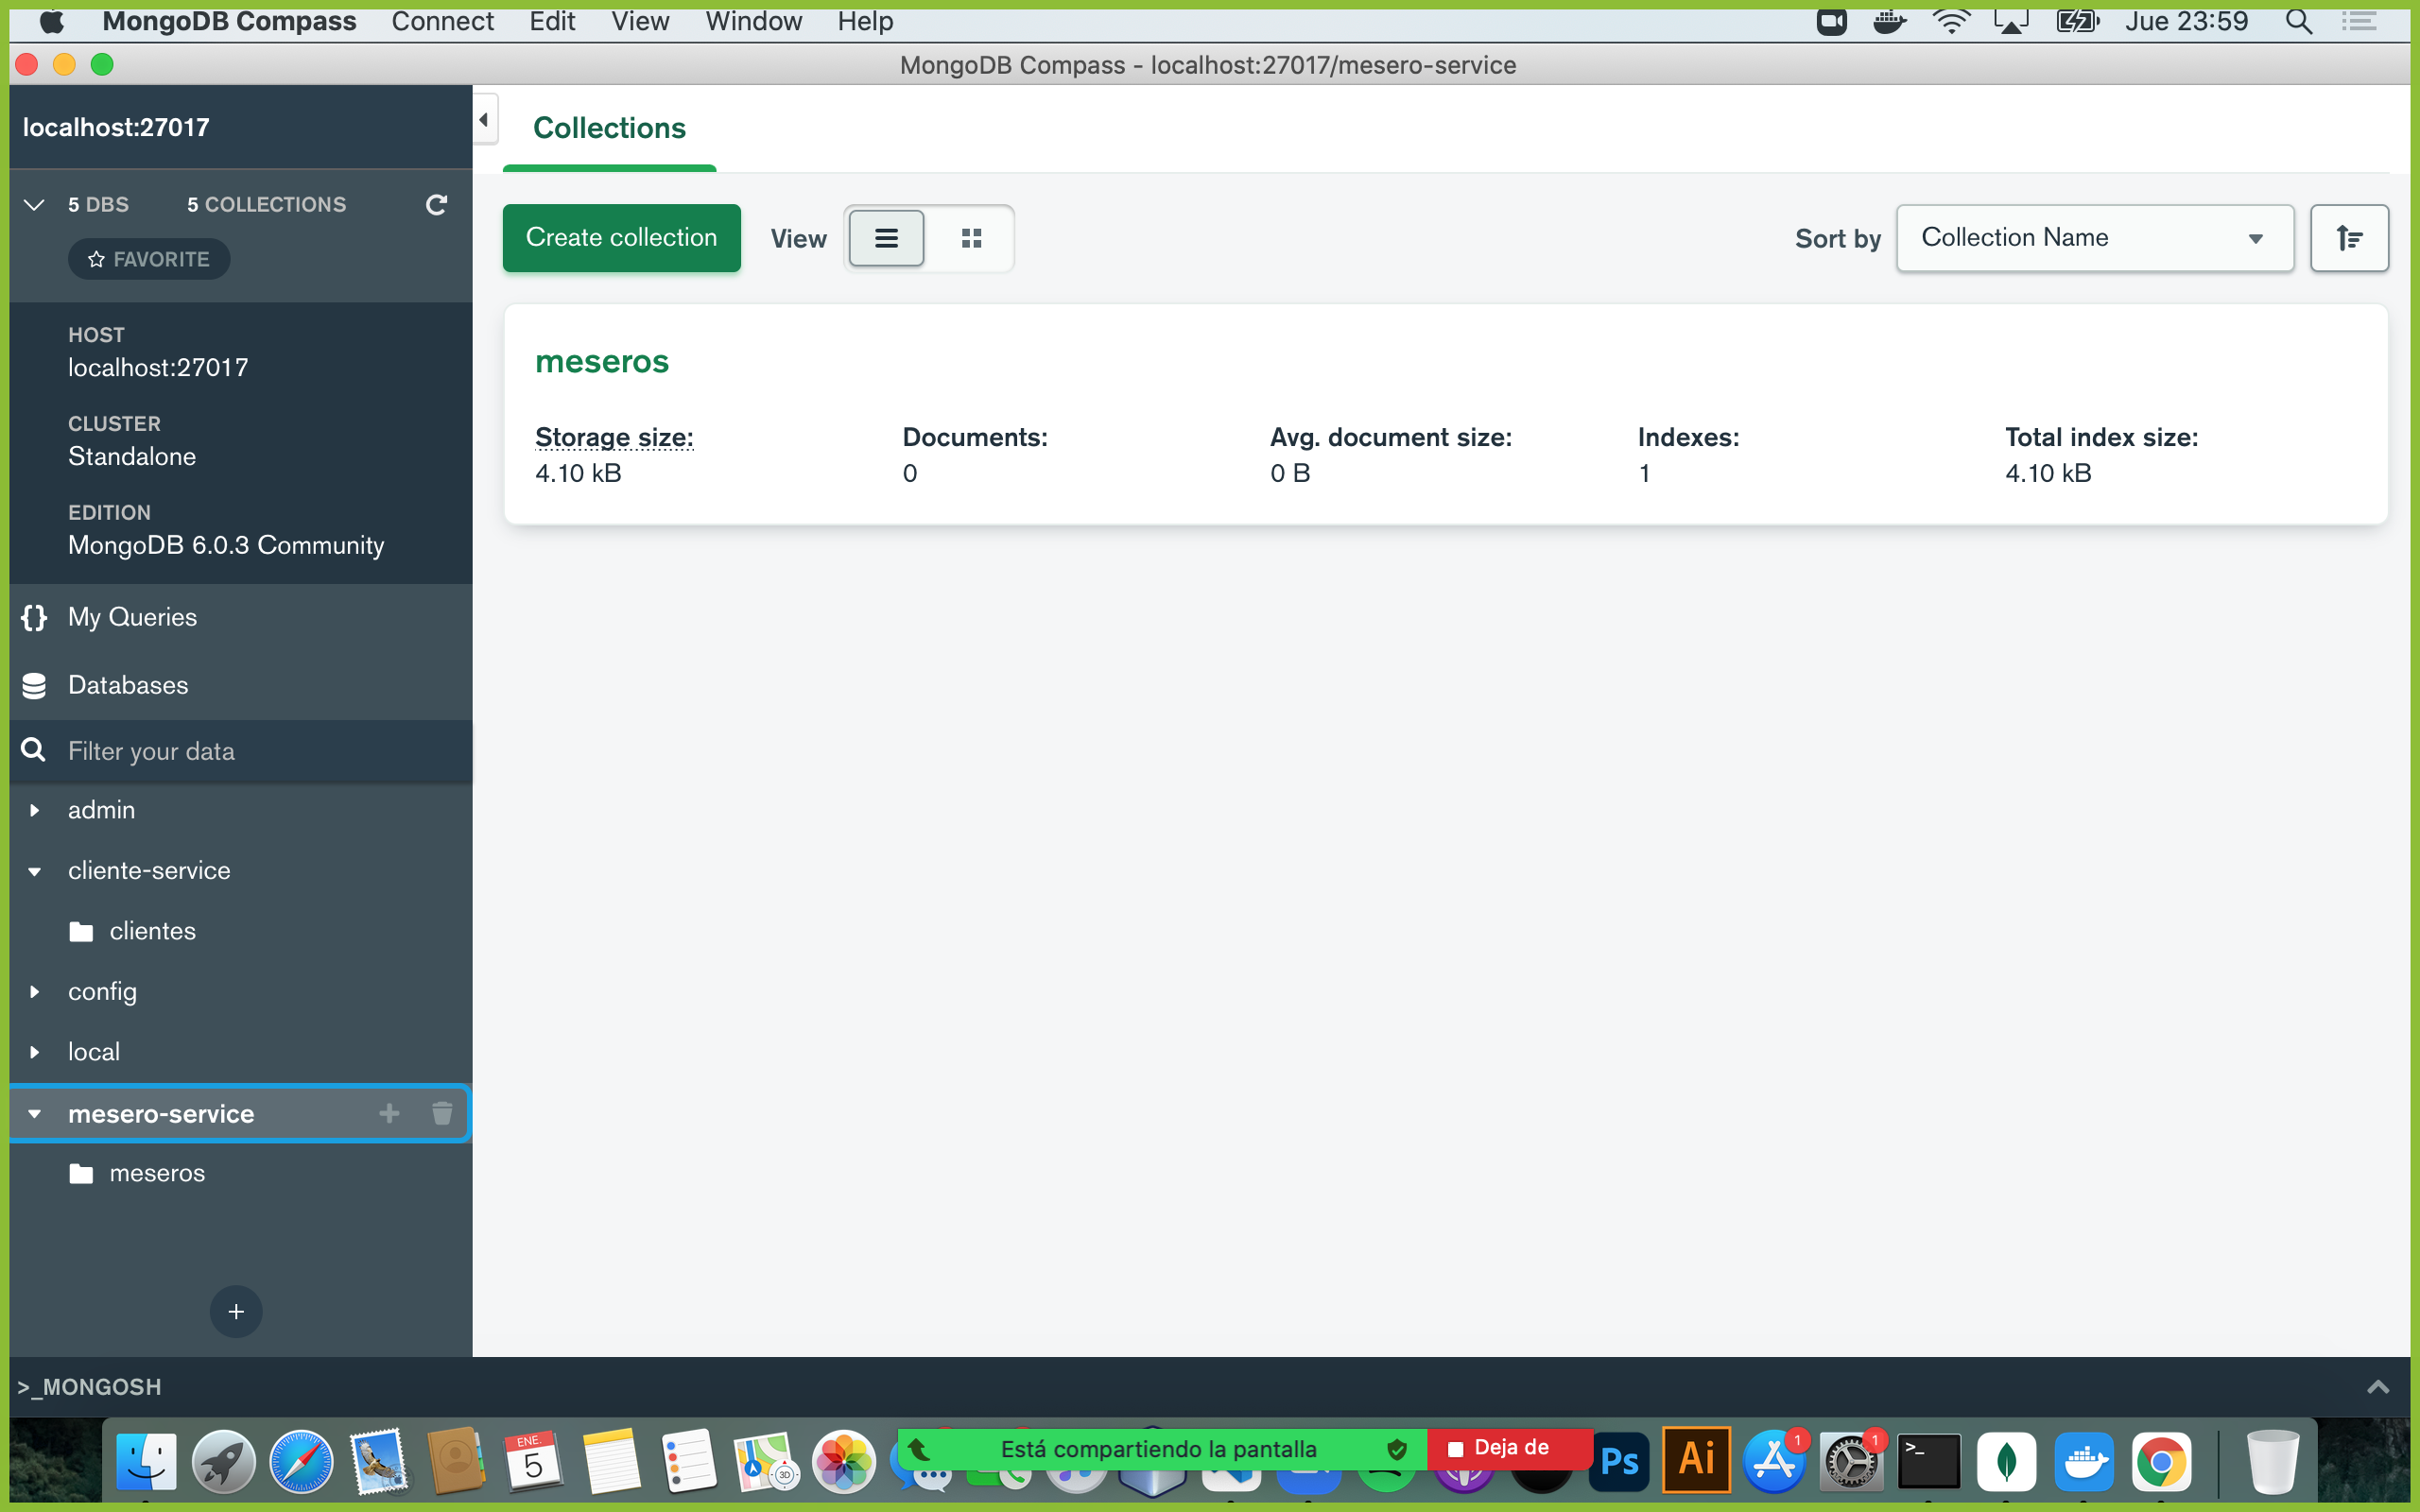 MongoDB Compass Connect Edit View Window Help Jue 23:59
MongoDB Compass - localhost:27017/mesero-service
localhost:27017
Collections
5 DBS 5 COLLECTIONS
FAVORITE
Create collection View Sort by Collection Name
HOST
localhost:27017
CLUSTER
Standalone
EDITION
MongoDB 6.0.3 Community
meseros
Storage size: Documents: Avg. document size: Indexes: Total index size:
4.10 kB 0 0 B 1 4.10 kB
{} My Queries
Databases
Filter your data
admin
cliente-service
clientes
config
local
mesero-service
meseros
+
>_MONGOSH
ENE.
5
3D
Está compartiendo la pantalla
Deja de
Ps
Ai
1
1
>_